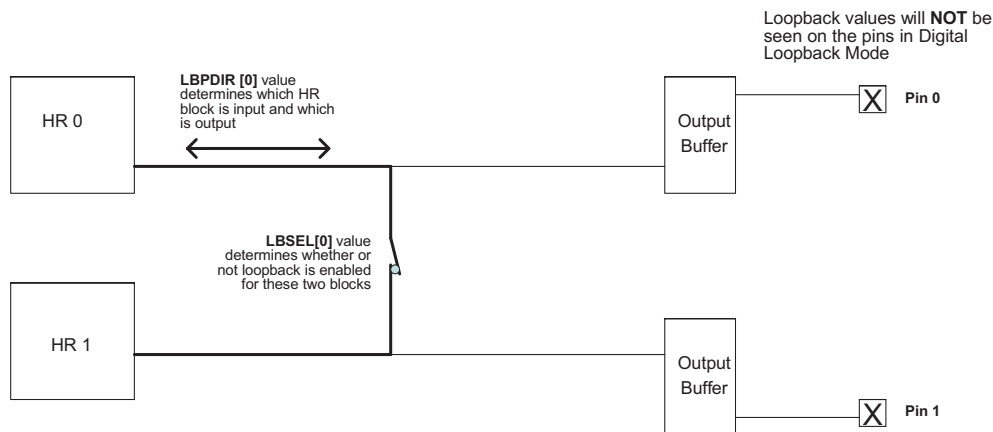 Loopback values will NOT be
seen on the pins in Digital
Loopback Mode
LBPDIR [0] value
determines which HR
block is input and which
is output
HR 0
Output
Buffer
X
Pin 0
LBSEL[0] value
determines whether or
not loopback is enabled
for these two blocks
HR 1
Output
Buffer
X
Pin 1